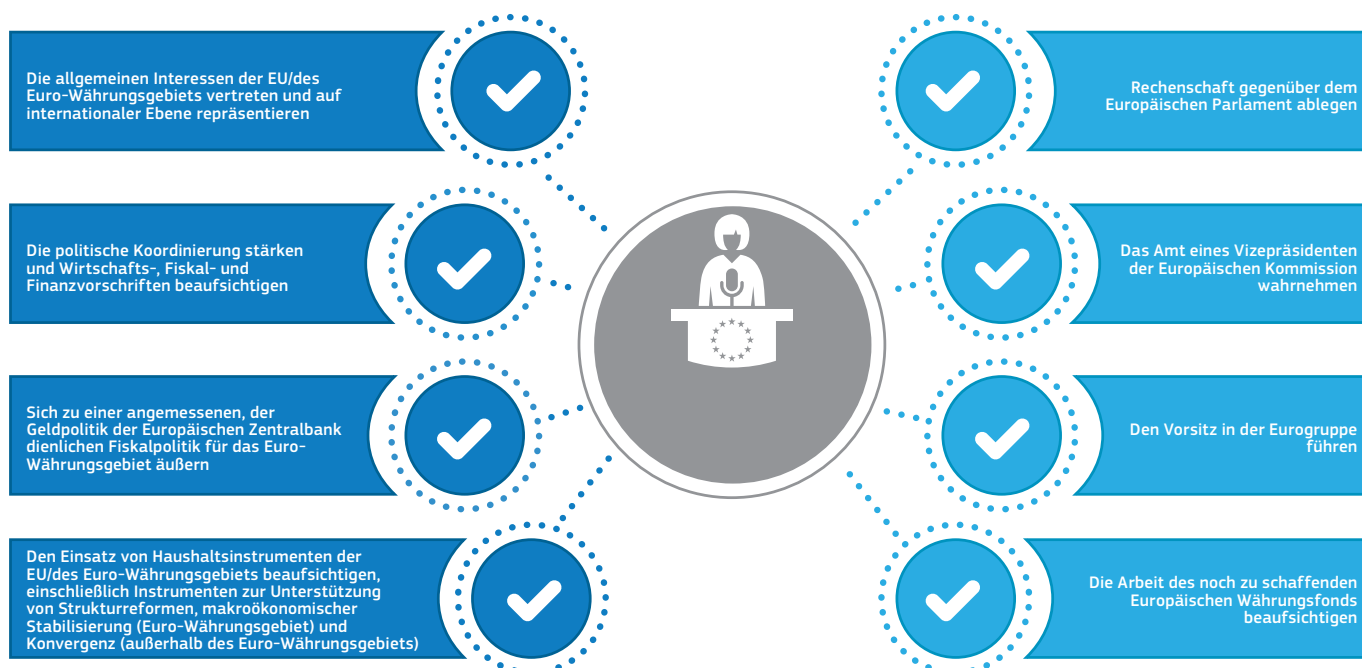 Die allgemeinen Interessen der EU/des
Euro-Währungsgebiets vertreten und auf
internationaler Ebene repräsentieren
Die politische Koordinierung stärken
und Wirtschafts-, Fiskal- und
Finanzvorschriften beaufsichtigen
Sich zu einer angemessenen, der
Geldpolitik der Europäischen Zentralbank
dienlichen Fiskalpolitik für das Euro-
Währungsgebiet äußern
Den Einsatz von Haushaltsinstrumenten der
EU/des Euro-Währungsgebiets beaufsichtigen,
einschließlich Instrumenten zur Unterstützung
von Strukturreformen, makroökonomischer
Stabilisierung (Euro-Währungsgebiet) und
Konvergenz (außerhalb des Euro-Währungsgebiets)
Rechenschaft gegenüber dem
Europäischen Parlament ablegen
Das Amt eines Vizepräsidenten
der Europäischen Kommission
wahrnehmen
Den Vorsitz in der Eurogruppe
führen
Die Arbeit des noch zu schaffenden
Europäischen Währungsfonds
beaufsichtigen